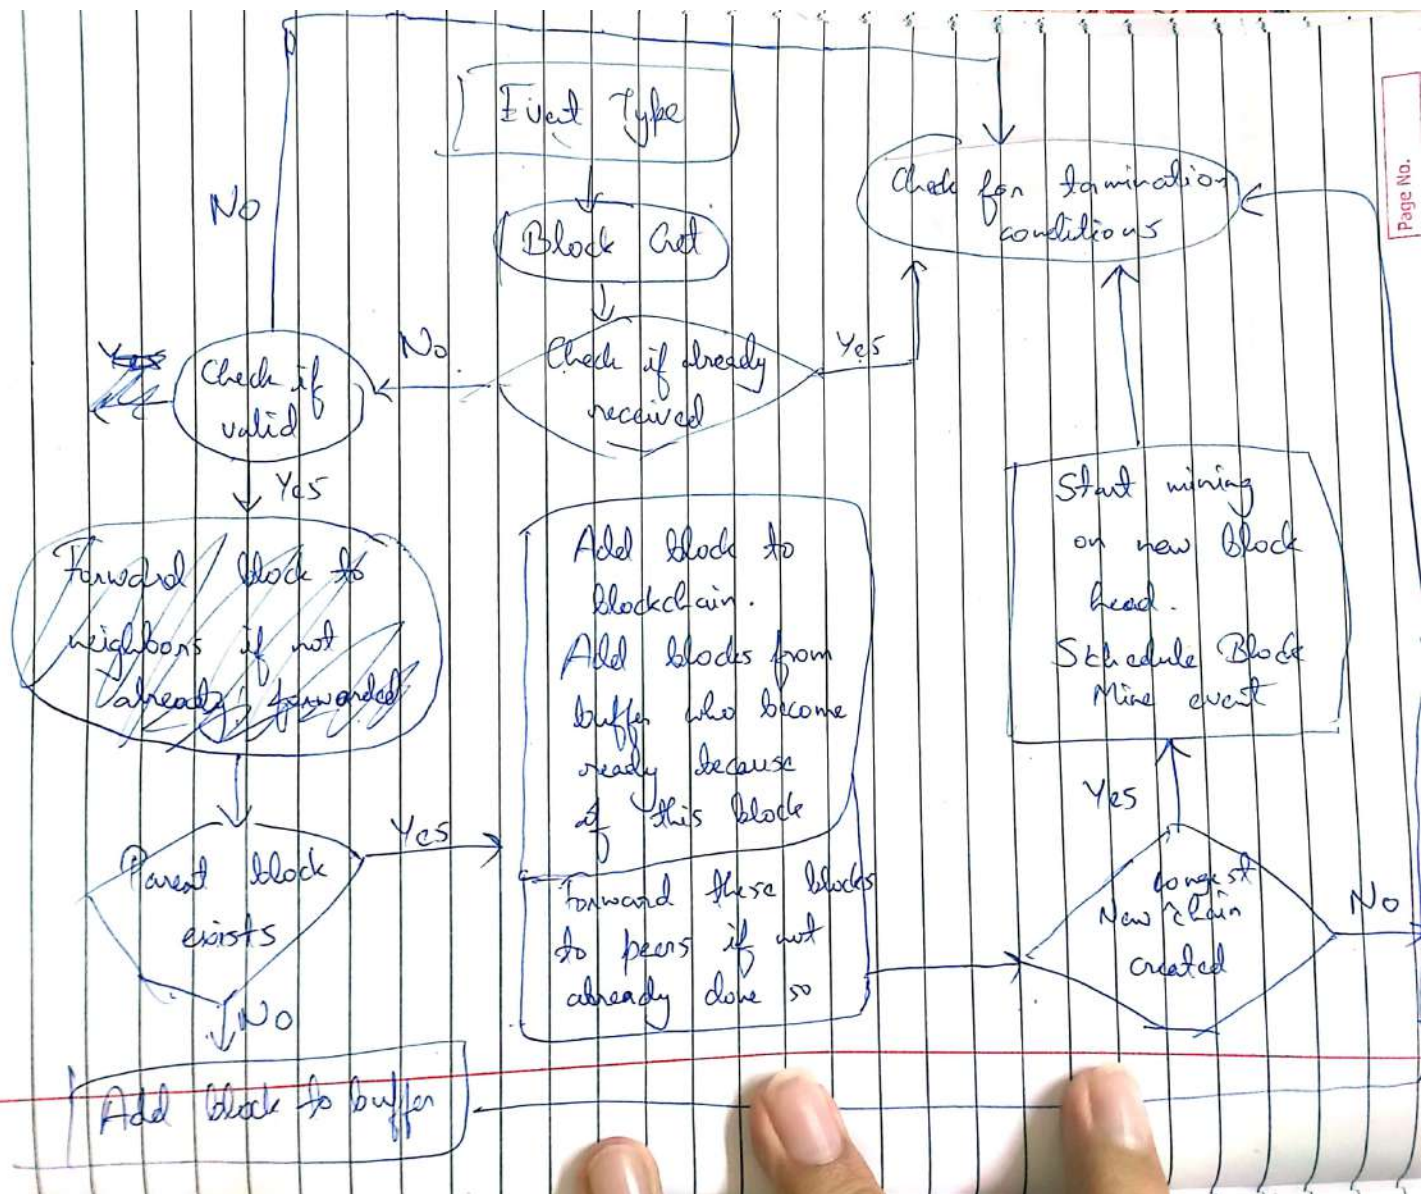 Event Type
Block Get
Check if already
received
Yes
No
Check for termination
conditions
Page No.
No
Check if
valid
Yes
Yes
Forward block to
neighbors if not
already forwarded
Parent block
exists
Yes
No
Add block to buffer
Add block to
blockchain.
Add blocks from
buffer who become
ready because
of this block
Forward these blocks
to peers if not
already done so
longest
New chain
created
No
Yes
Start mining
on new block
head.
Schedule Block
Mine event